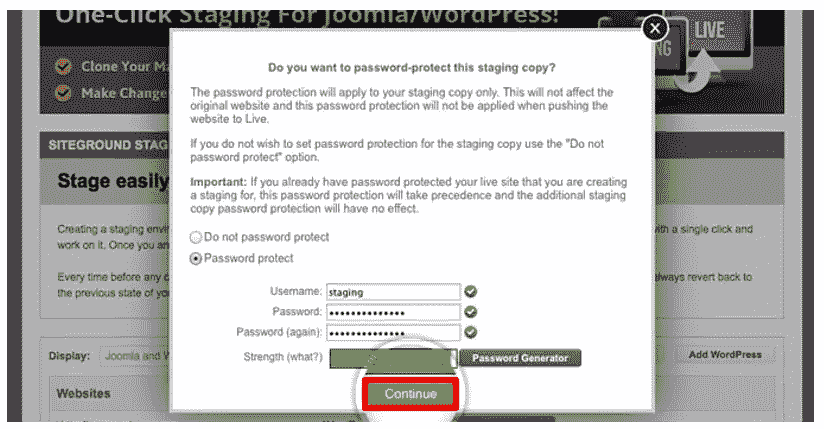 One-Click Staging For Joomla/WordPress!
Clone Your
Make Change
LIVE
NG
SITEGROUND STAG
Stage easily
Creating a staging
ith a single click and
work on it. Once you
Every time before any
lways revert back to
the previous state of
Display:
Joomla and W
Add WordPress
Websites
Do you want to password-protect this staging copy?
The password protection will apply to your staging copy only. This will not affect the
original website and this password protection will not be applied when pushing the
website to Live.
If you do not wish to set password protection for the staging copy use the "Do not
password protect" option.
Important: If you already have password protected your live site that you are creating
a staging for, this password protection will take precedence and the additional staging
copy password protection will have no effect.
Do not password protect
Password protect
Username: staging
Password: ••••••••••••••
Password (again): ••••••••••••••
Strength (what?)
Password Generator
Continue